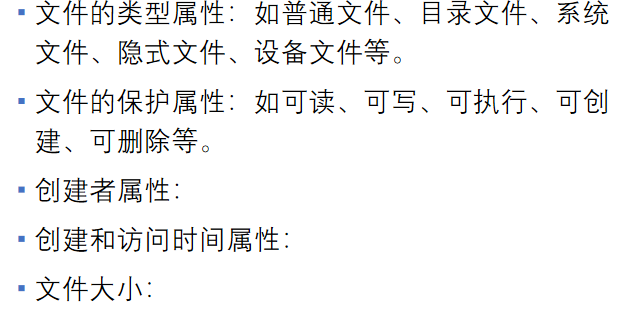 ▪ 文件的类型属性：如普通文件、目录文件、系统
文件、隐式文件、设备文件等。
▪ 文件的保护属性：如可读、可写、可执行、可创
建、可删除等。
▪ 创建者属性：
▪ 创建和访问时间属性：
▪ 文件大小：